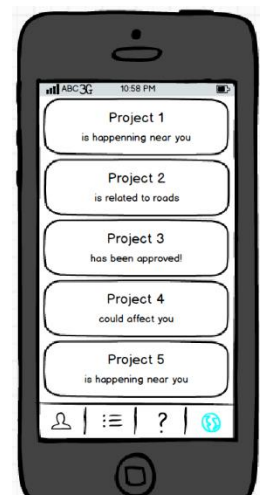 ABC 3G 10:58 PM
Project 1
is happenning near you
Project 2
is related to roads
Project 3
has been approved!
Project 4
could affect you
Project 5
is happening near you
?